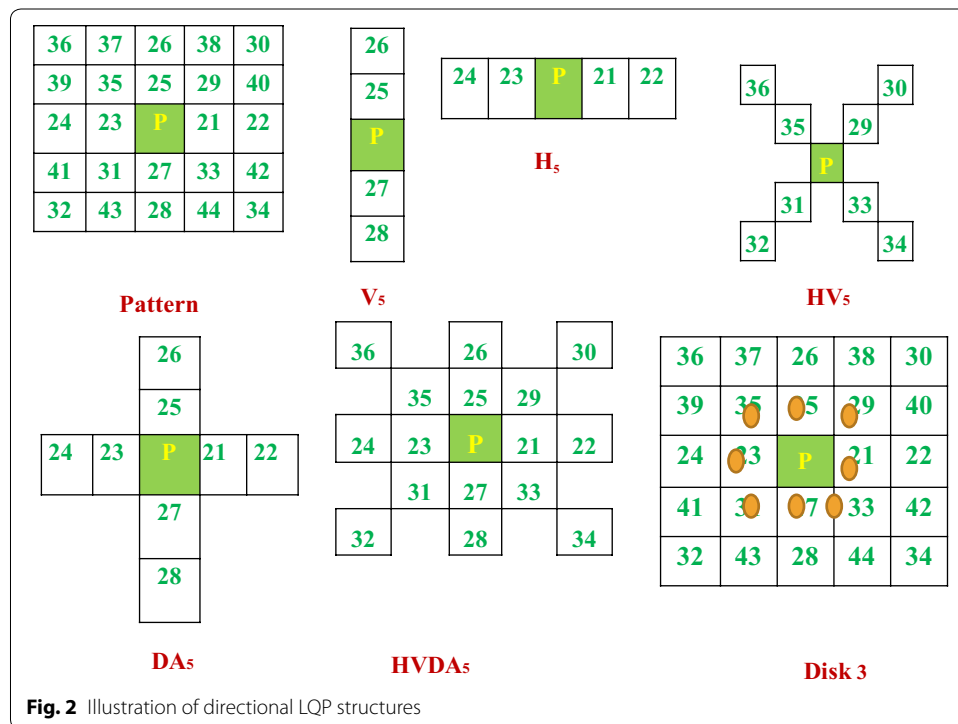 36 37 26 38 30
39 35 25 29 40
24 23 P 21 22
41 31 27 33 42
32 43 28 44 34
Pattern
26
25
P
27
28
V5
24 23 P 21 22
H5
36 30
35 29
P
31 33
32 34
HV5
26
25
24 23 P 21 22
27
28
DA5
36 26 30
35 25 29
24 23 P 21 22
31 27 33
32 28 34
HVDA5
36 37 26 38 30
39 29 40
24 P 21 22
41 33 42
32 43 28 44 34
Disk 3
Fig. 2 Illustration of directional LQP structures